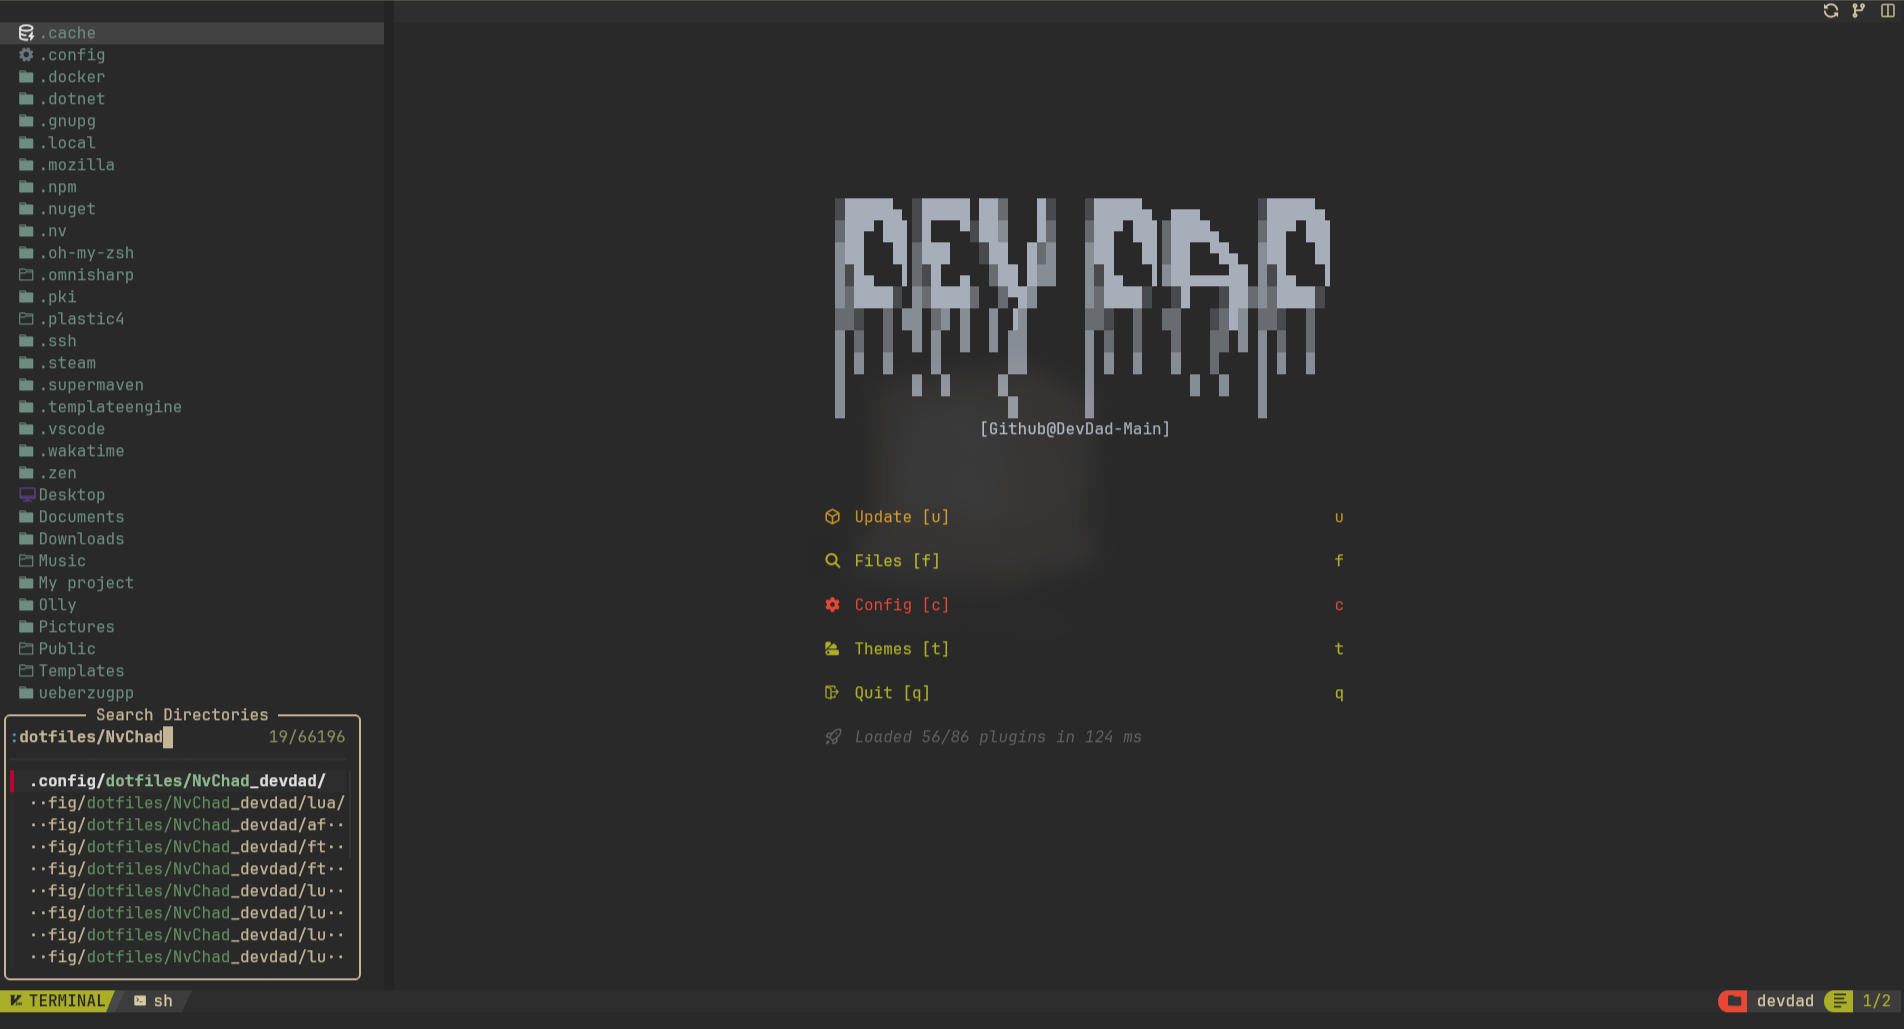 .cache
.config
.docker
.dotnet
.gnupg
.local
.mozilla
.npm
.nuget
.nv
.oh-my-zsh
.omnisharp
.pki
.plastic4
.ssh
.steam
.supermaven
.templateengine
.vscode
.wakatime
.zen
Desktop
Documents
Downloads
Music
My project
Olly
Pictures
Public
Templates
ueberzugpp
Search Directories
:dotfiles/NvChad 19/66196
.config/dotfiles/NvChad_devdad/
··fig/dotfiles/NvChad_devdad/lua/
··fig/dotfiles/NvChad_devdad/af··
··fig/dotfiles/NvChad_devdad/ft··
··fig/dotfiles/NvChad_devdad/ft··
··fig/dotfiles/NvChad_devdad/lu··
··fig/dotfiles/NvChad_devdad/lu··
··fig/dotfiles/NvChad_devdad/lu··
··fig/dotfiles/NvChad_devdad/lu··
DEV DAD
[Github@DevDad-Main]
Update [u] u
Files [f] f
Config [c] c
Themes [t] t
Quit [q] q
Loaded 56/86 plugins in 124 ms
TERMINAL sh devdad 1/2